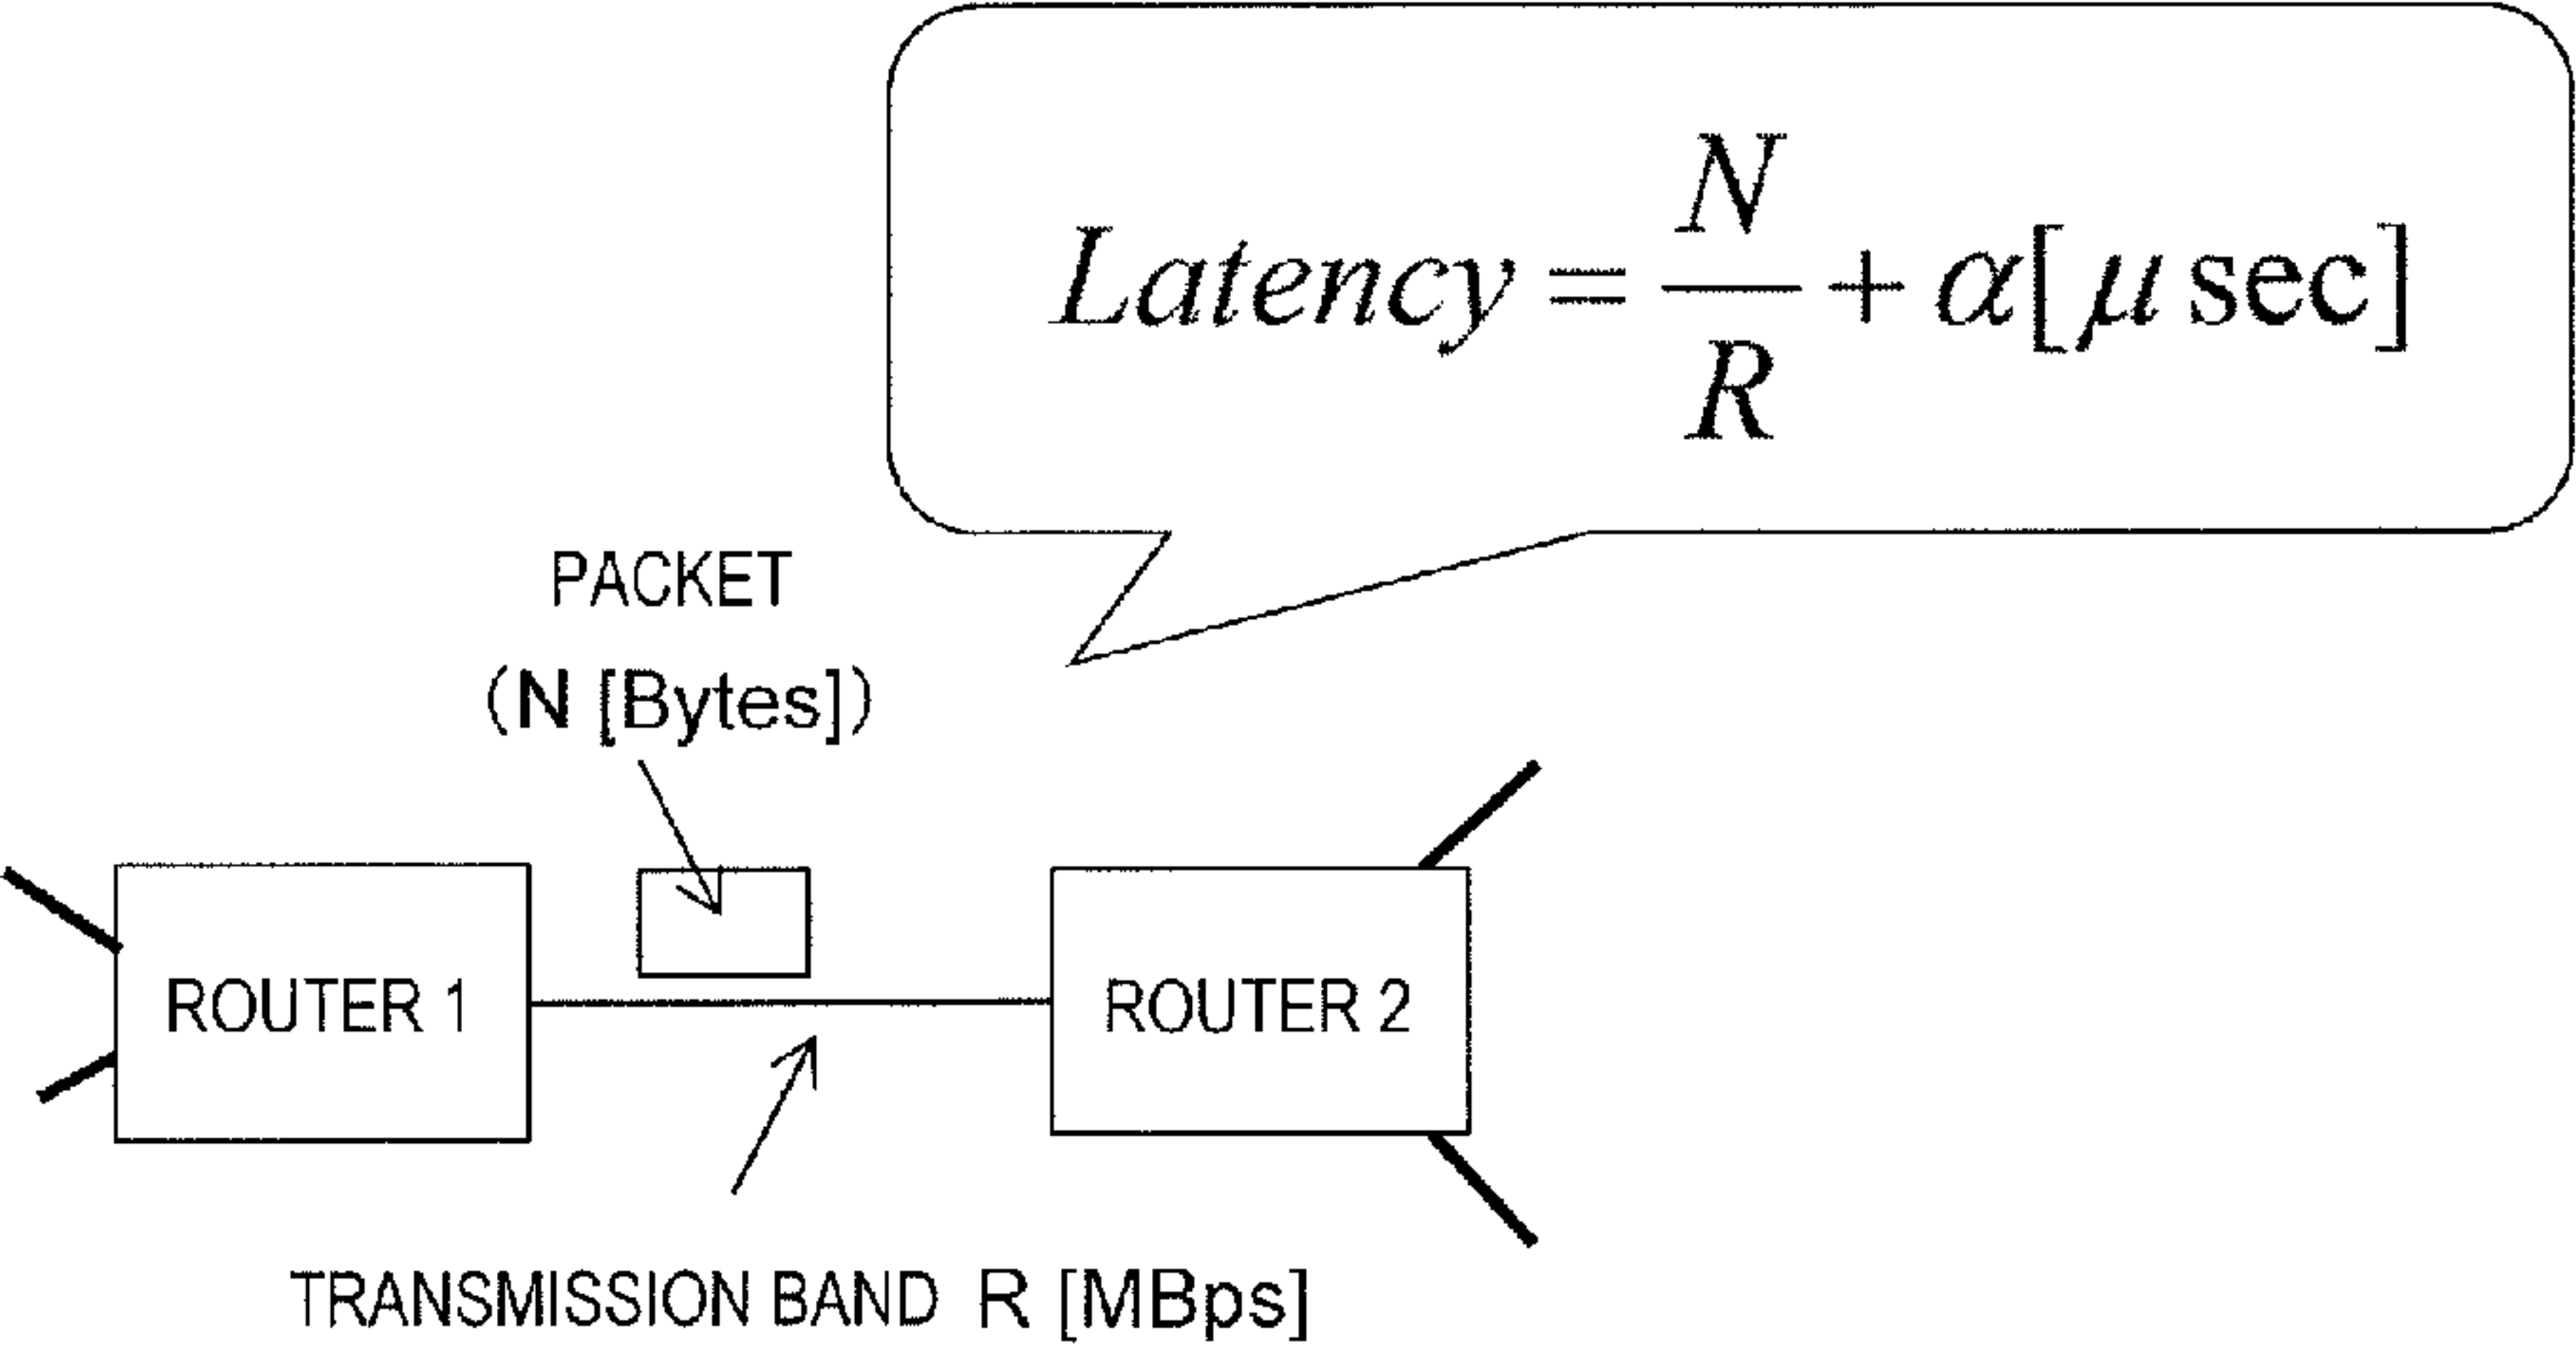 Latency = N/R + α[μ sec]
PACKET
(N [Bytes])
ROUTER 1
ROUTER 2
TRANSMISSION BAND R [MBps]